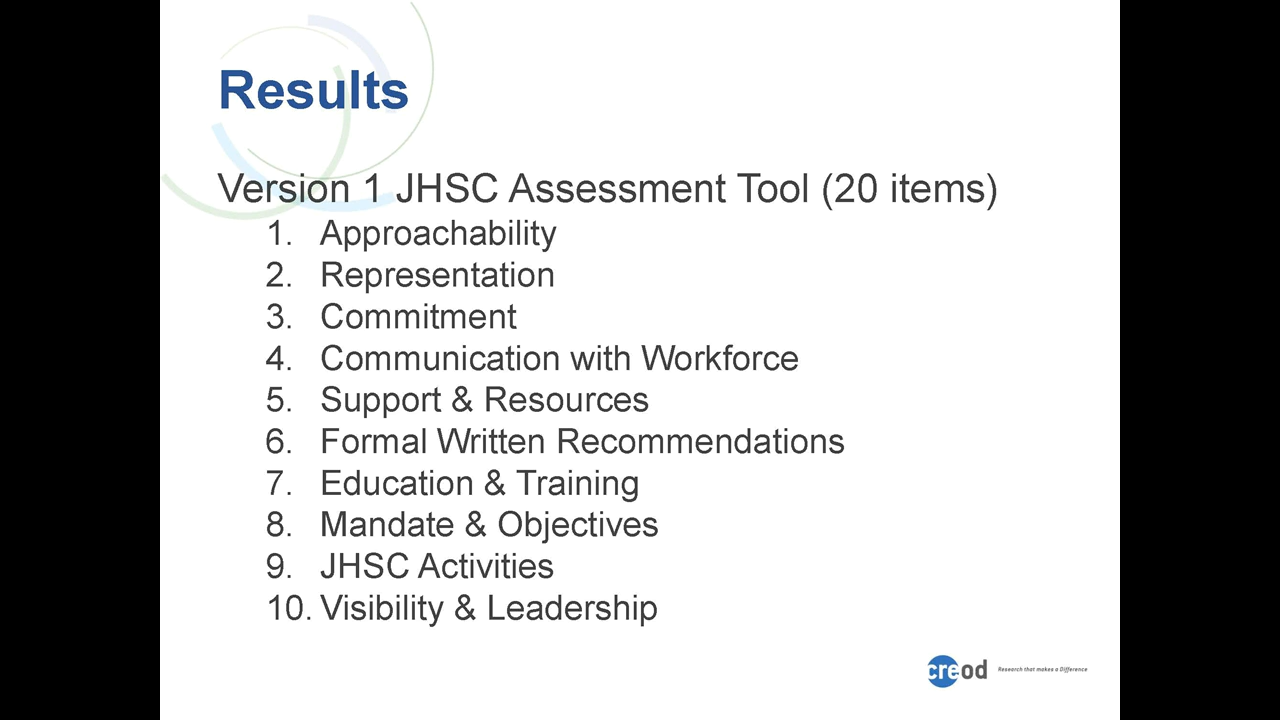 Results
Version 1 JHSC Assessment Tool (20 items)
1. Approachability
2. Representation
3. Commitment
4. Communication with Workforce
5. Support & Resources
6. Formal Written Recommendations
7. Education & Training
8. Mandate & Objectives
9. JHSC Activities
10. Visibility & Leadership
creod Research that makes a Difference